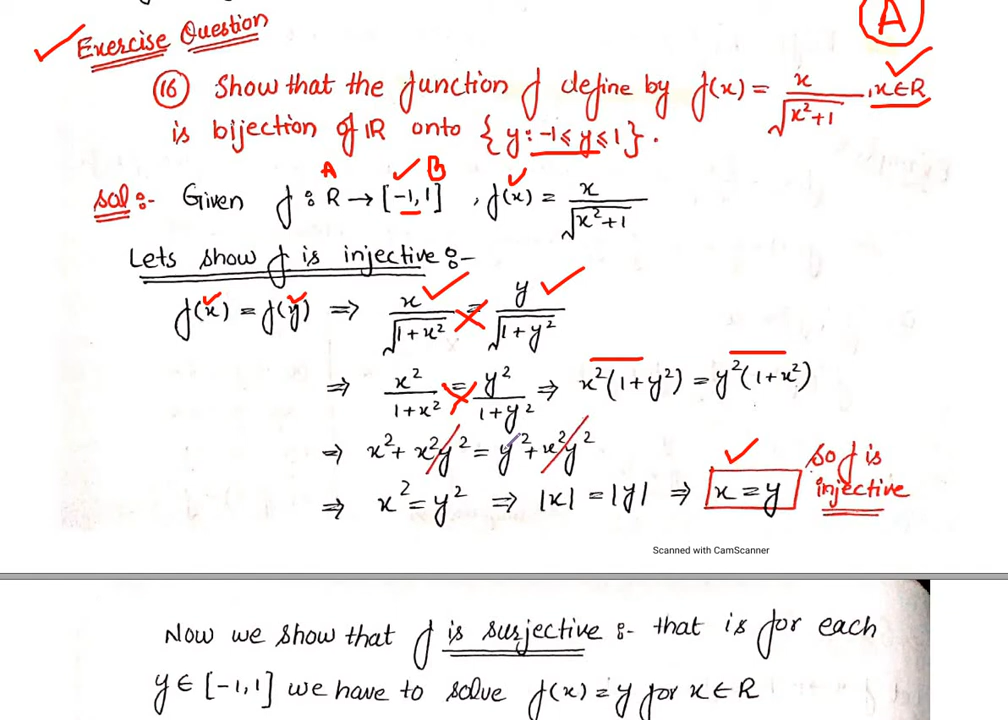 A
Exercise Question
(16) Show that the function f define by f(x) = x/√(x²+1), x∈R
is bijection of IR onto {y: -1≤y≤1}.
A B
Sol:- Given f: R → [-1,1], f(x) = x/√(x²+1)
Lets show f is injective:-
f(x) = f(y) ⇒ x/√(1+x²) = y/√(1+y²)
⇒ x²/(1+x²) = y²/(1+y²) ⇒ x²(1+y²) = y²(1+x²)
⇒ x² + x²y² = y² + x²y²
⇒ x² = y² ⇒ |x| = |y| ⇒ x = y so f is injective
Scanned with CamScanner
Now we show that f is surjective:- that is for each
y ∈ [-1,1] we have to solve f(x) = y for x∈R